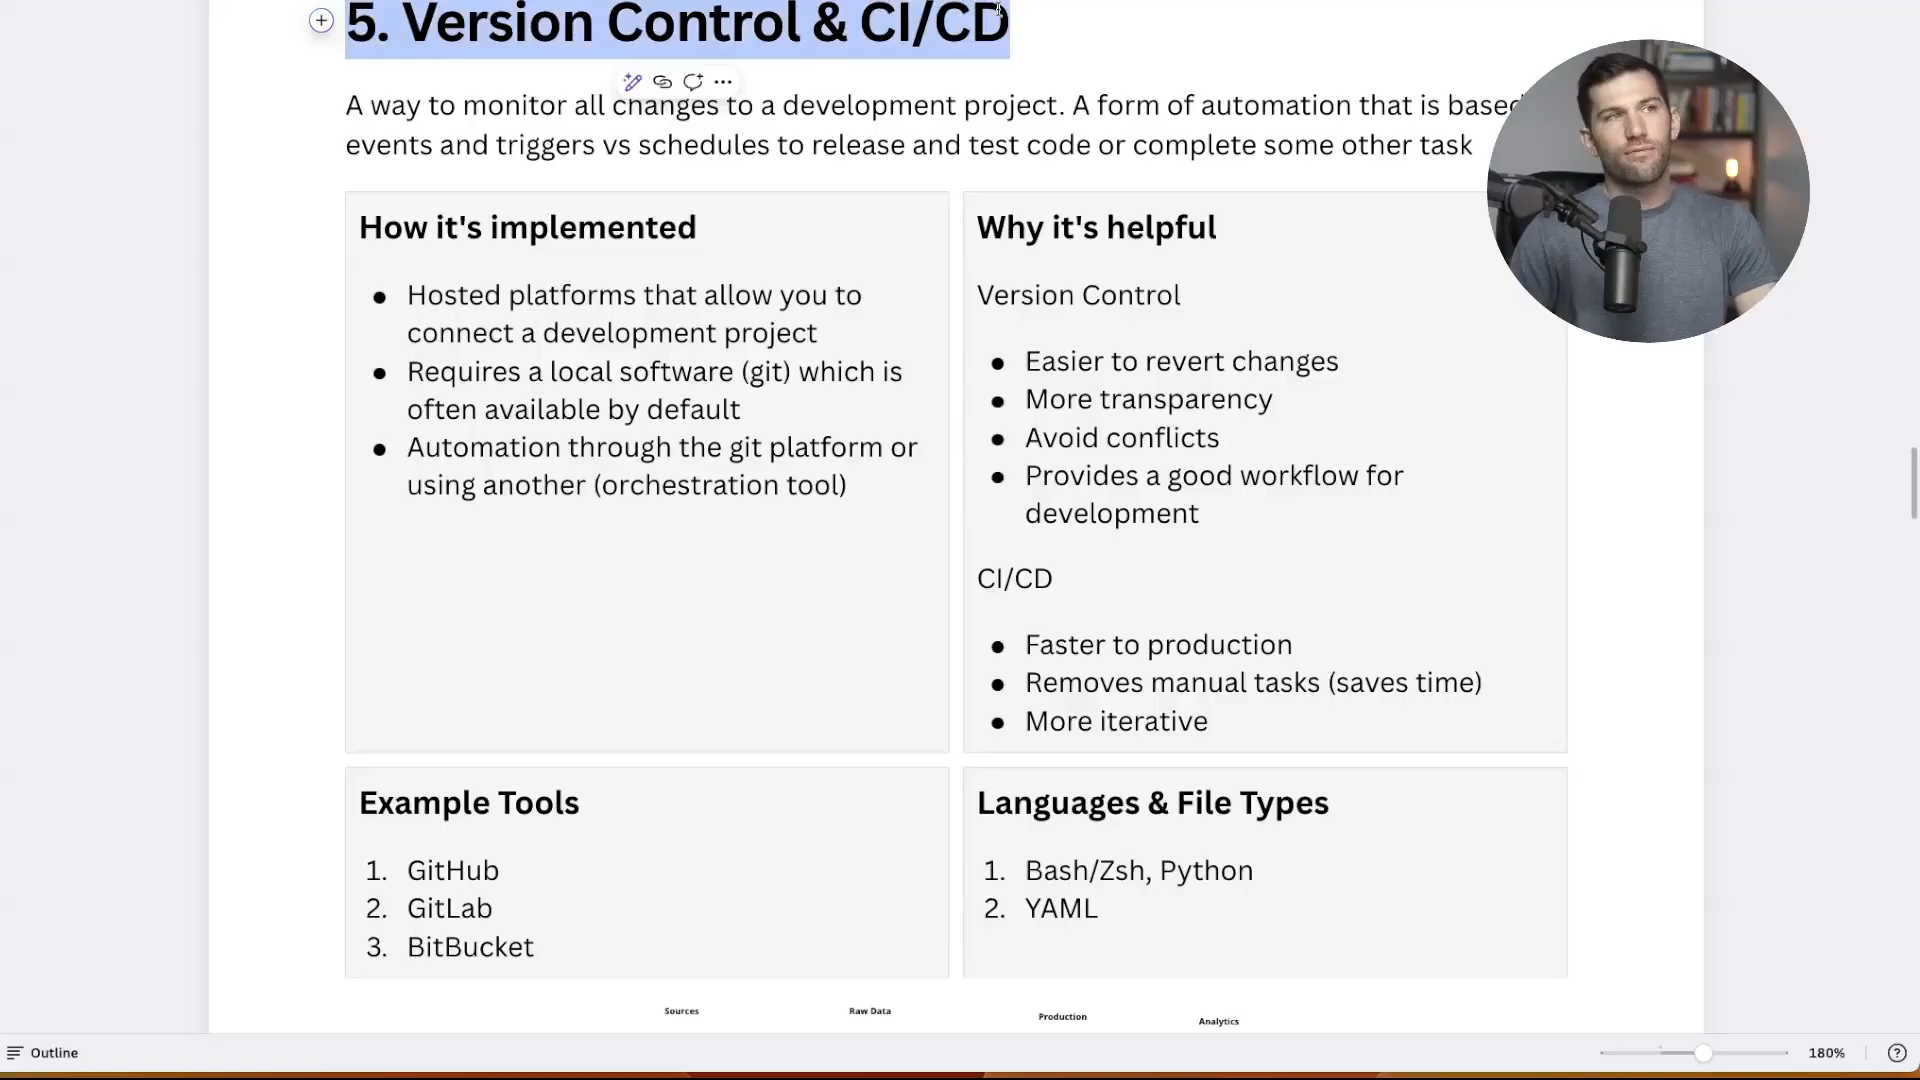 5. Version Control & CI/CD
A way to monitor all changes to a development project. A form of automation that is based
events and triggers vs schedules to release and test code or complete some other task
How it's implemented
● Hosted platforms that allow you to
connect a development project
● Requires a local software (git) which is
often available by default
● Automation through the git platform or
using another (orchestration tool)
Why it's helpful
Version Control
● Easier to revert changes
● More transparency
● Avoid conflicts
● Provides a good workflow for
development
CI/CD
● Faster to production
● Removes manual tasks (saves time)
● More iterative
Example Tools
1. GitHub
2. GitLab
3. BitBucket
Languages & File Types
1. Bash/Zsh, Python
2. YAML
Sources
Raw Data
Production
Analytics
Outline
180%